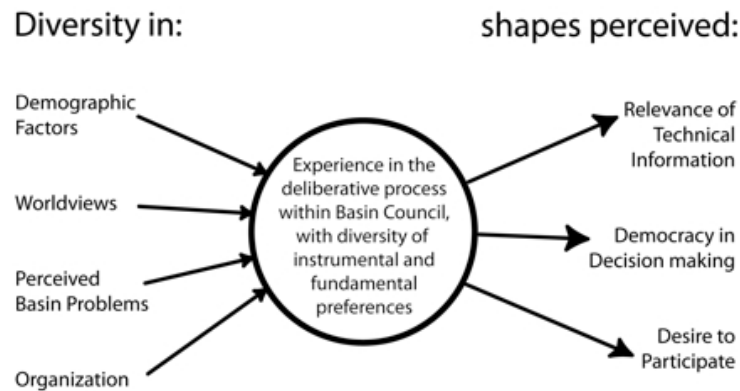 Diversity in:
shapes perceived:
Demographic
Factors
Worldviews
Perceived
Basin Problems
Organization
Experience in the
deliberative process
within Basin Council,
with diversity of
instrumental and
fundamental
preferences
Relevance of
Technical
Information
Democracy in
Decision making
Desire to
Participate